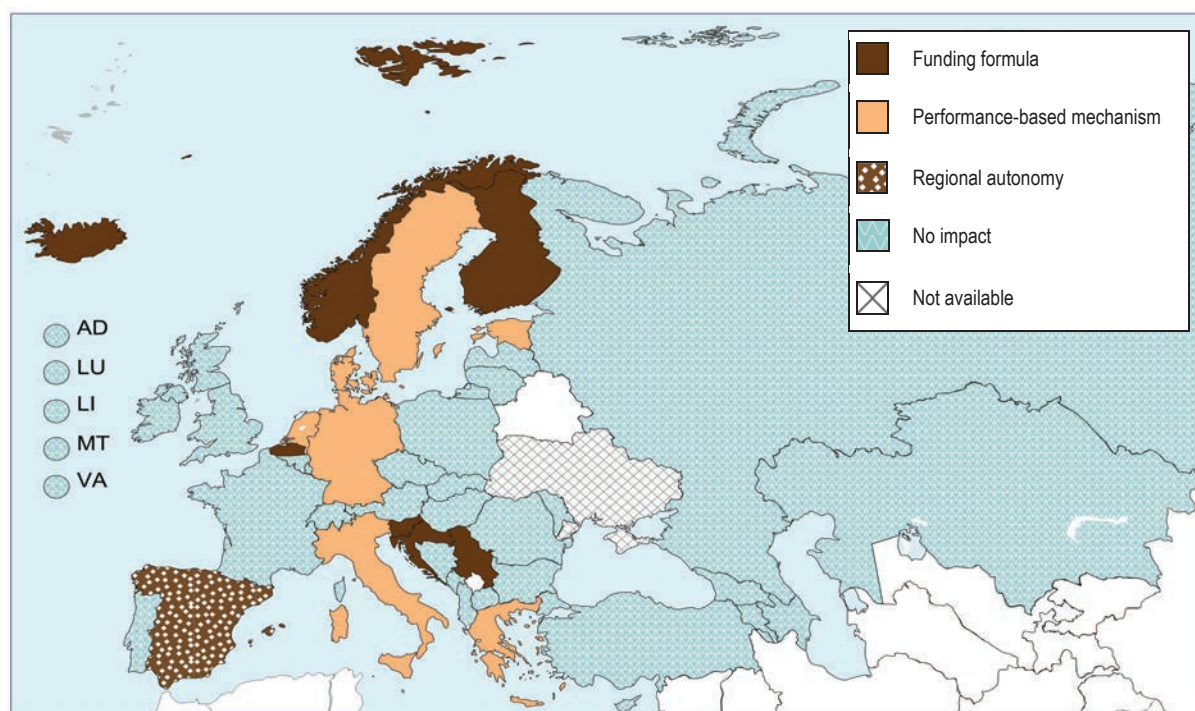 Funding formula
Performance-based mechanism
Regional autonomy
No impact
Not available
AD
LU
LI
MT
VA